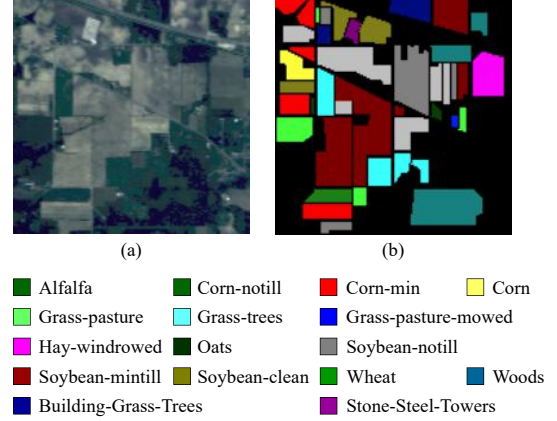 (a) (b)
Alfalfa Corn-notill Corn-min Corn
Grass-pasture Grass-trees Grass-pasture-mowed
Hay-windrowed Oats Soybean-notill
Soybean-mintill Soybean-clean Wheat Woods
Building-Grass-Trees Stone-Steel-Towers